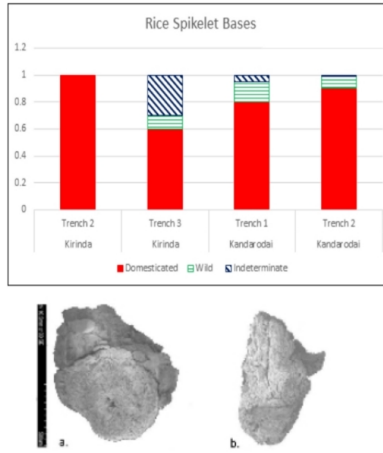 Rice Spikelet Bases
1.2
1
0.8
0.6
0.4
0.2
0
Trench 2 Trench 3 Trench 1 Trench 2
Kirinda Kirinda Kandarodai Kandarodai
Domesticated Wild Indeterminate
a. b.